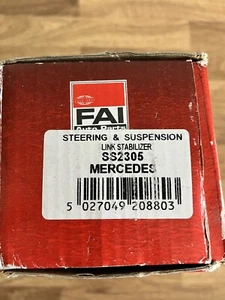 FAI
Auto Parts
STEERING & SUSPENSION
LINK STABILIZER
SS2305
MERCEDES
5 027049 208803